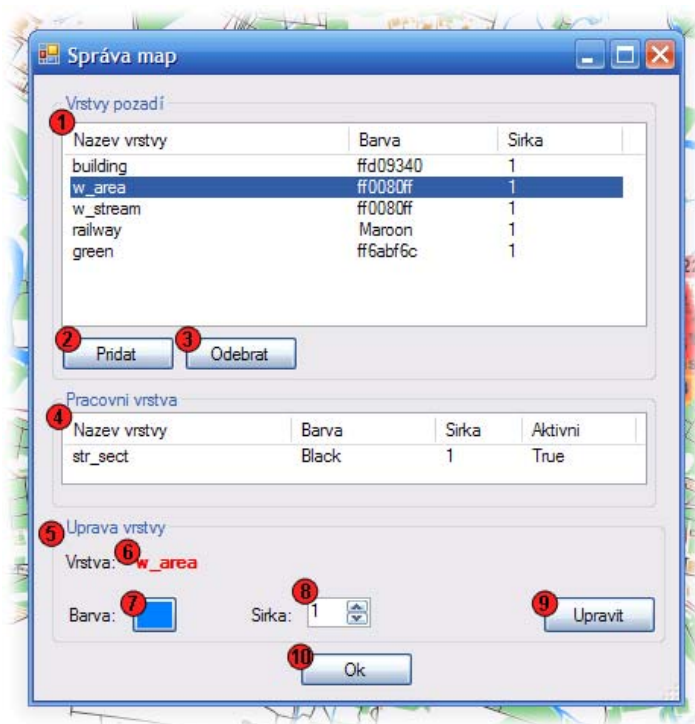 Správa map
Vrstvy pozadí
1
Nazev vrstvy Barva Sirka
building ffd09340 1
w_area ff0080ff 1
w_stream ff0080ff 1
railway Maroon 1
green ff6abf6c 1
2 Pridat 3 Odebrat
Pracovni vrstva
4
Nazev vrstvy Barva Sirka Aktivni
str_sect Black 1 True
5 Uprava vrstvy
Vrstva: 6 w_area
Barva: 7 Sirka: 8 1 9 Upravit
10 Ok